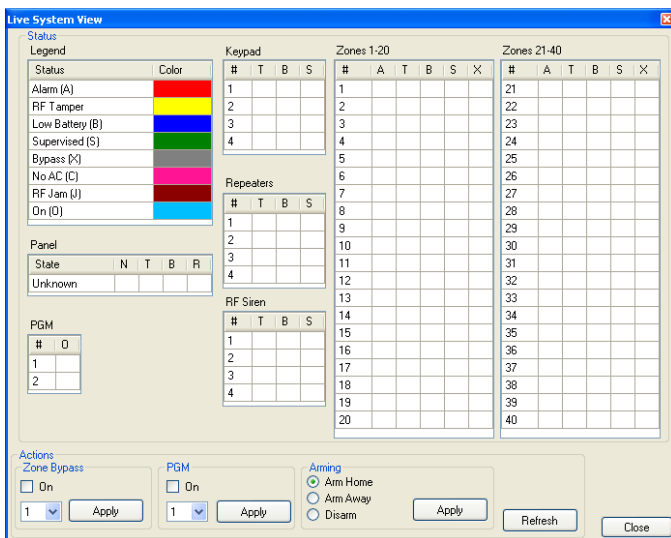 Live System View
Status
Legend
Status Color
Alarm (A)
RF Tamper
Low Battery (B)
Supervised (S)
Bypass (X)
No AC (C)
RF Jam (J)
On (O)
Panel
State N T B R
Unknown
PGM
# O
1
2
Keypad
# T B S
1
2
3
4
Repeaters
# T B S
1
2
3
4
RF Siren
# T B S
1
2
3
4
Zones 1-20
# A T B S X
1
2
3
4
5
6
7
8
9
10
11
12
13
14
15
16
17
18
19
20
Zones 21-40
# A T B S X
21
22
23
24
25
26
27
28
29
30
31
32
33
34
35
36
37
38
39
40
Actions
Zone Bypass
On
1 Apply
PGM
On
1 Apply
Arming
Arm Home
Arm Away
Disarm
Apply
Refresh
Close